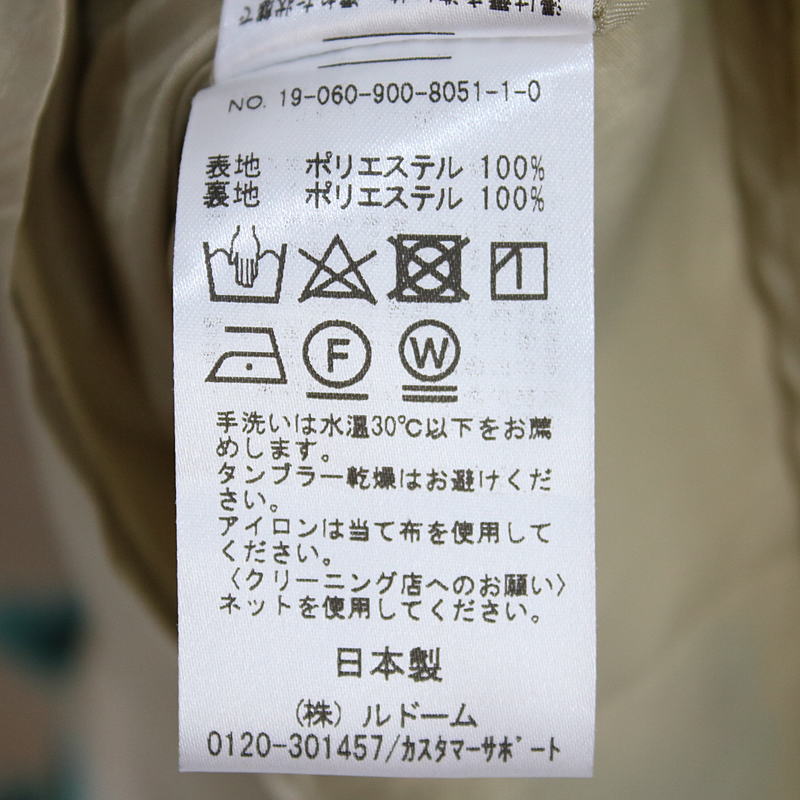 NO. 19-060-900-8051-1-0
表地 ポリエステル 100%
裏地 ポリエステル 100%
F W
手洗いは水温30℃以下をお薦
めします。
タンブラー乾燥はお避けくだ
さい。
アイロンは当て布を使用して
ください。
〈クリーニング店へのお願い〉
ネットを使用してください。
日本製
(株) ルドーム
0120-301457/カスタマーサポート